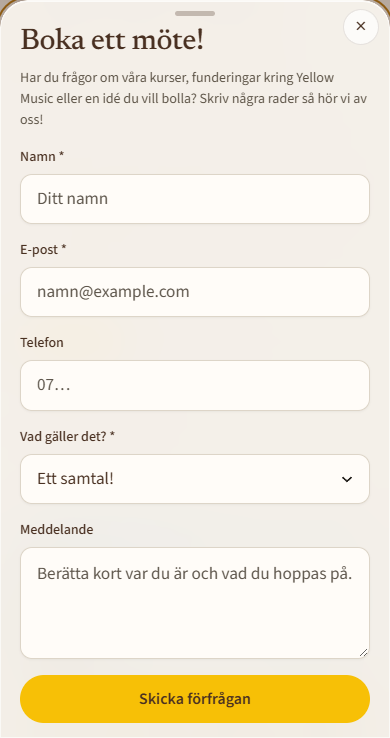 Boka ett möte!
Har du frågor om våra kurser, funderingar kring Yellow
Music eller en idé du vill bolla? Skriv några rader så hör vi av
oss!
Namn *
Ditt namn
E-post *
namn@example.com
Telefon
07…
Vad gäller det? *
Ett samtal!
Meddelande
Berätta kort var du är och vad du hoppas på.
Skicka förfrågan